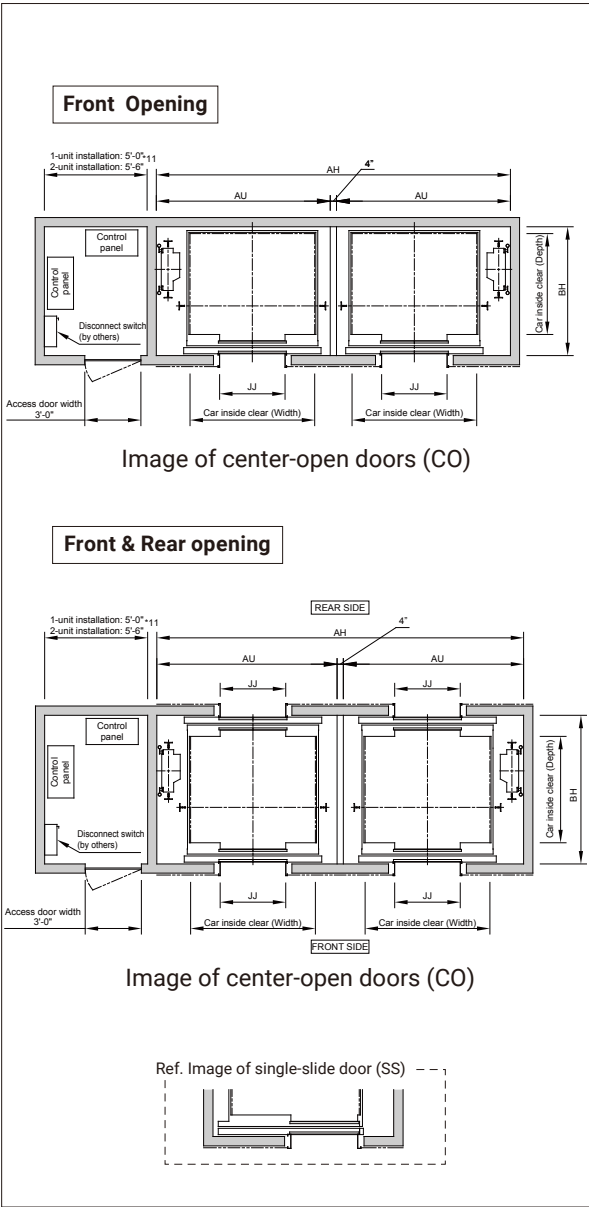 Front Opening
1-unit installation: 5'-0"*11
2-unit installation: 5'-6"
AH
4"
AU
AU
Control
panel
Control
panel
Disconnect switch
(by others)
Car inside clear (Depth)
BH
Access door width
3'-0"
JJ
JJ
Car inside clear (Width)
Car inside clear (Width)
Image of center-open doors (CO)
Front & Rear opening
REAR SIDE
1-unit installation: 5'-0"*11
2-unit installation: 5'-6"
AH
4"
AU
AU
JJ
JJ
Control
panel
Control
panel
Disconnect switch
(by others)
Car inside clear (Depth)
BH
Access door width
3'-0"
JJ
JJ
Car inside clear (Width)
Car inside clear (Width)
FRONT SIDE
Image of center-open doors (CO)
Ref. Image of single-slide door (SS)